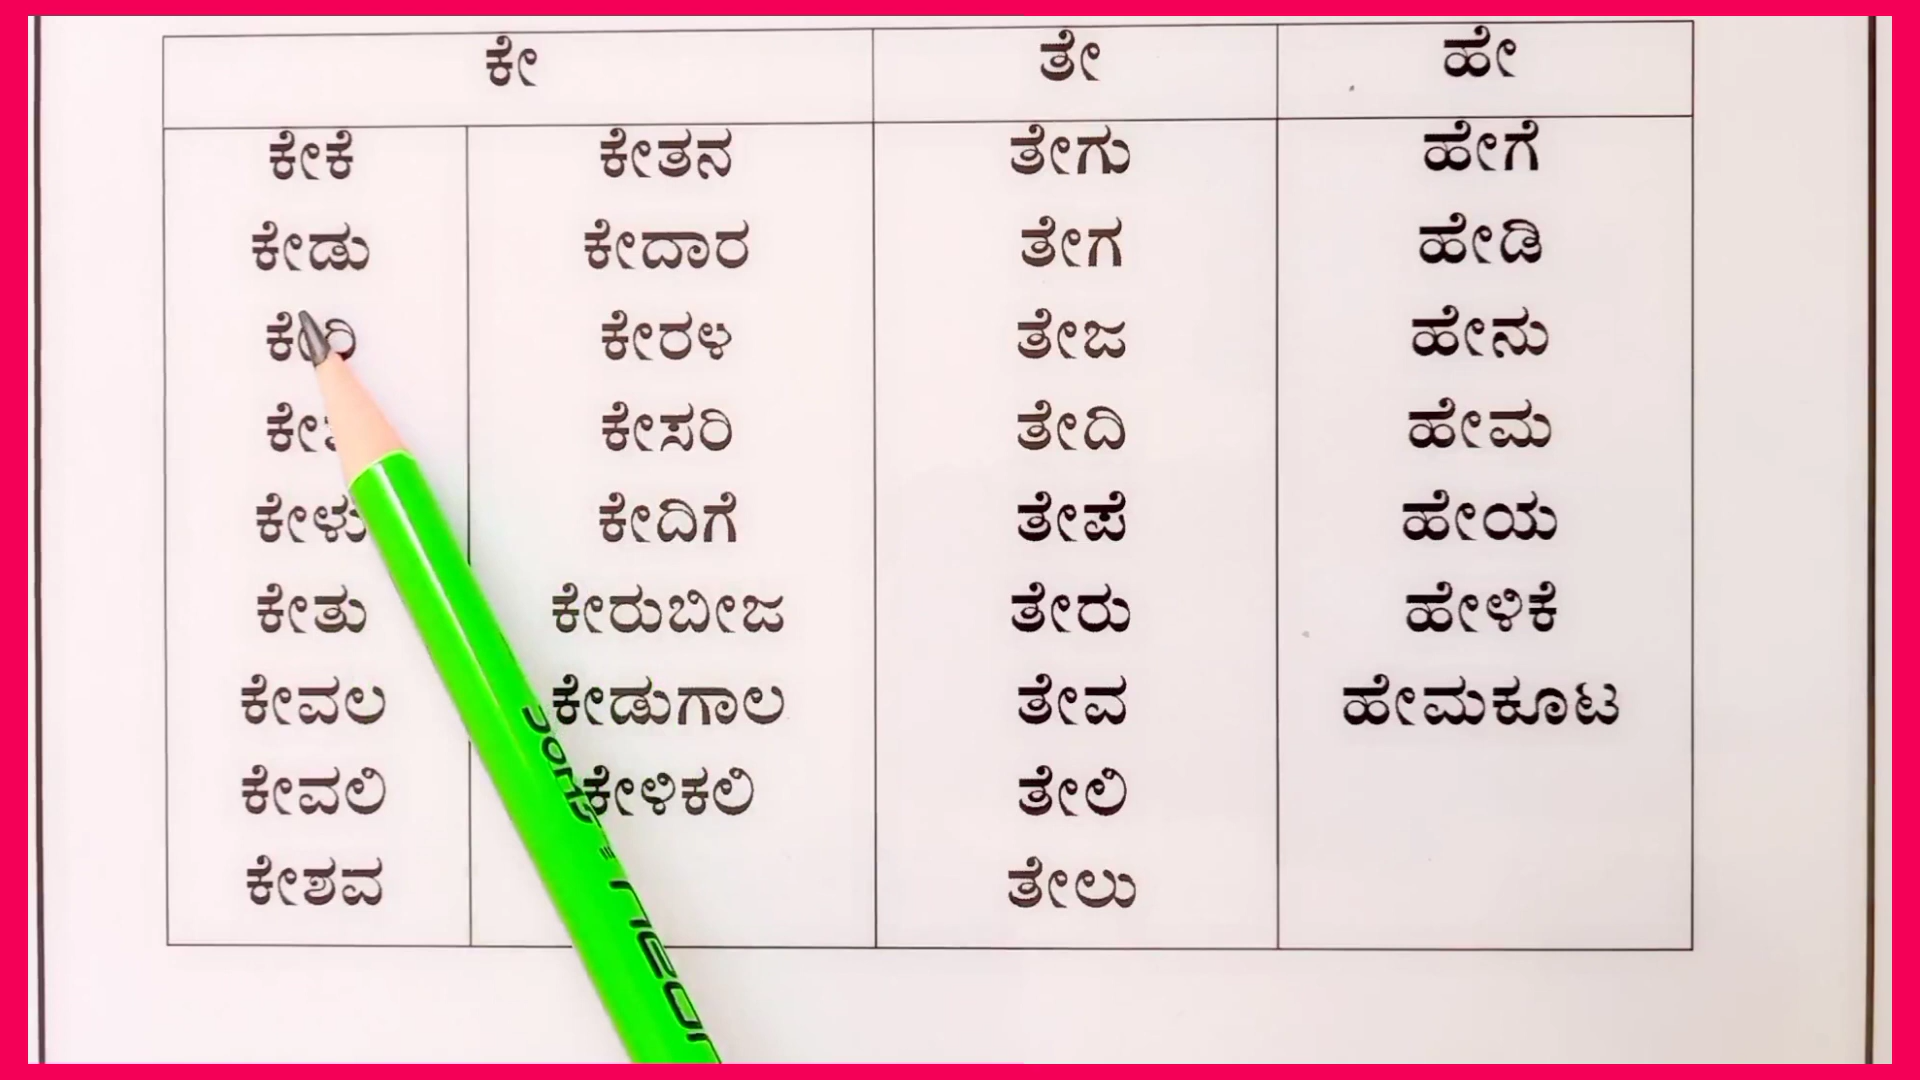 ಕೇ ತೇ ಹೇ
ಕೇಕೆ ಕೇತನ ತೇಗು ಹೇಗೆ
ಕೇಡು ಕೇದಾರ ತೇಗ ಹೇಡಿ
ಕೇರಿ ಕೇರಳ ತೇಜ ಹೇನು
ಕೇಸರಿ ತೇದಿ ಹೇಮ
ಕೇಳು ಕೇದಿಗೆ ತೇಪೆ ಹೇಯ
ಕೇತು ಕೇರುಬೀಜ ತೇರು ಹೇಳಿಕೆ
ಕೇವಲ ಕೇಡುಗಾಲ ತೇವ ಹೇಮಕೂಟ
ಕೇವಲಿ ಕೇಳಿಕಲಿ ತೇಲಿ
ಕೇಶವ ತೇಲು